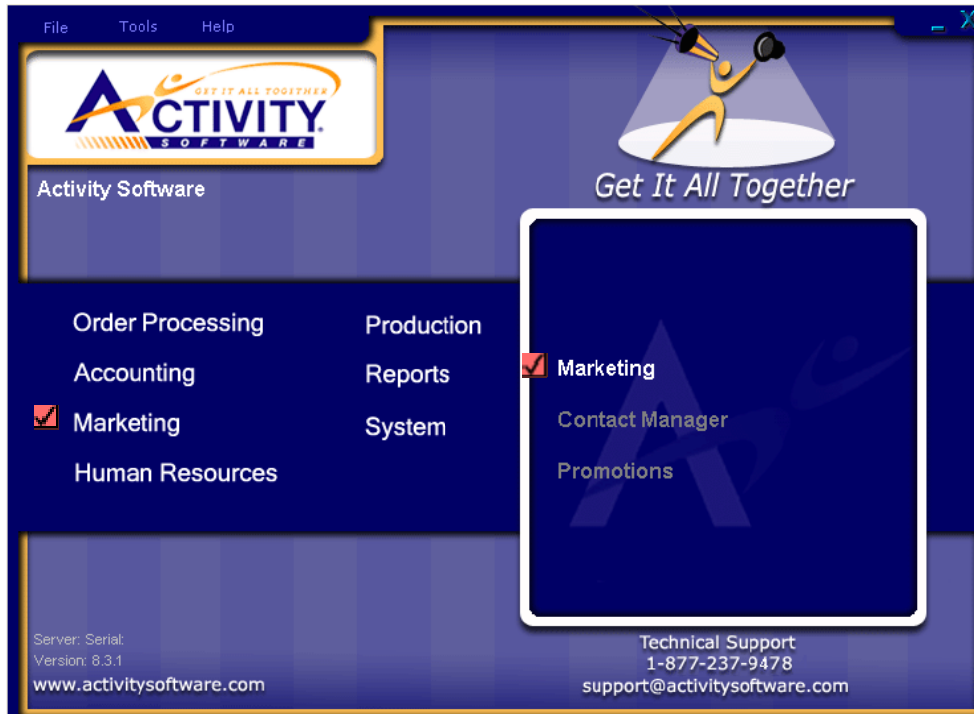 File Tools Help
_ X
GET IT ALL TOGETHER
ACTIVITY
SOFTWARE
Activity Software
Get It All Together
Order Processing
Accounting
Marketing
Human Resources
Production
Reports
System
Marketing
Contact Manager
Promotions
Server: Serial:
Version: 8.3.1
www.activitysoftware.com
Technical Support
1-877-237-9478
support@activitysoftware.com